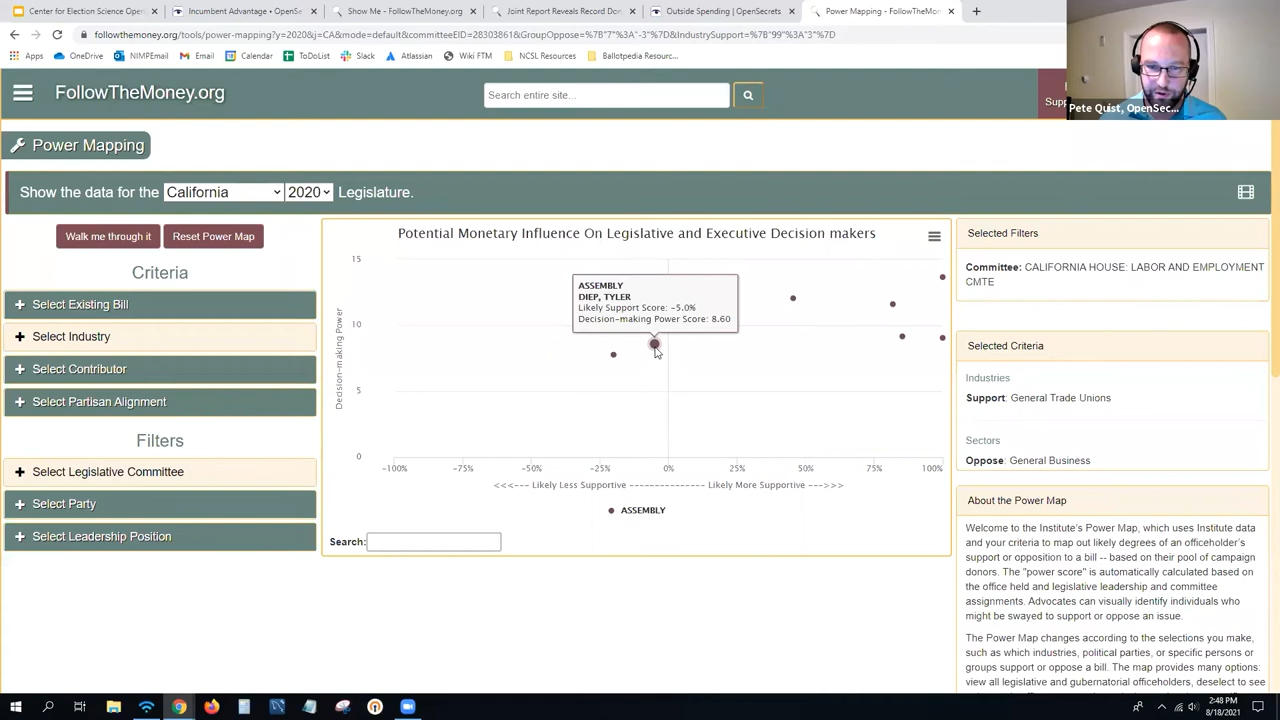 Center for Election Science Oper
Incumbent Advantage • OpenSe
Show Me - FollowTheMoney.org
Joint Report Reveals Record Don
Outside Spending | OpenSecrets
Power Mapping - FollowTheMon
followthemoney.org/tools/power-mapping?y=2020&j=CA&mode=default&committeeEID=28303861&GroupOppose=%7B"7"%3A"-3"%7D&IndustrySupport=%7B"99"%3A"3"%7D
Apps
OneDrive
NIMPEmail
Email
Calendar
ToDoList
Slack
Atlassian
Wiki FTM
NCSL Resources
Ballotpedia Resourc...
FollowTheMoney.org
Search entire site...
Supp
Pete Quist, OpenSec...
Power Mapping
Show the data for the California 2020 Legislature.
Walk me through it
Reset Power Map
Criteria
Select Existing Bill
Select Industry
Select Contributor
Select Partisan Alignment
Filters
Select Legislative Committee
Select Party
Select Leadership Position
Potential Monetary Influence On Legislative and Executive Decision makers
15
10
5
0
Decision-making Power
ASSEMBLY
DIEP, TYLER
Likely Support Score: -5.0%
Decision-making Power Score: 8.60
-100%
-75%
-50%
-25%
0%
25%
50%
75%
100%
<<<--- Likely Less Supportive --------------- Likely More Supportive --->>>
ASSEMBLY
Search:
Selected Filters
Committee: CALIFORNIA HOUSE: LABOR AND EMPLOYMENT
CMTE
Selected Criteria
Industries
Support: General Trade Unions
Sectors
Oppose: General Business
About the Power Map
Welcome to the Institute's Power Map, which uses Institute data
and your criteria to map out likely degrees of an officeholder's
support or opposition to a bill -- based on their pool of campaign
donors. The "power score" is automatically calculated based on
the office held and legislative leadership and committee
assignments. Advocates can visually identify individuals who
might be swayed to support or oppose an issue.
The Power Map changes according to the selections you make,
such as which industries, political parties, or specific persons or
groups support or oppose a bill. The map provides many options:
view all legislative and gubernatorial officeholders, deselect to see
2:48 PM
8/18/2021